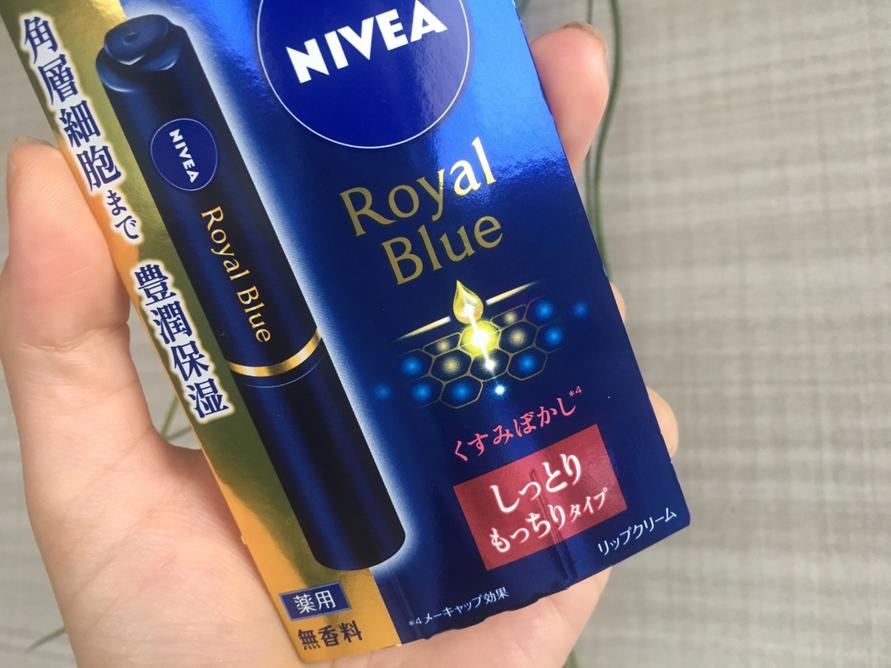 NIVEA
Royal
Blue
角層細胞まで
豊潤保湿
NIVEA
Royal Blue
くすみぼかし*4
しっとり
もっちりタイプ
リップクリーム
*4 メーキャップ効果
薬用
無香料